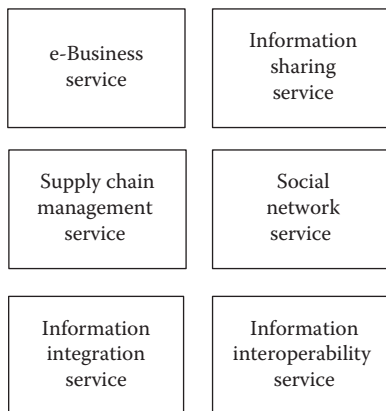 e-Business
service
Information
sharing
service
Supply chain
management
service
Social
network
service
Information
integration
service
Information
interoperability
service